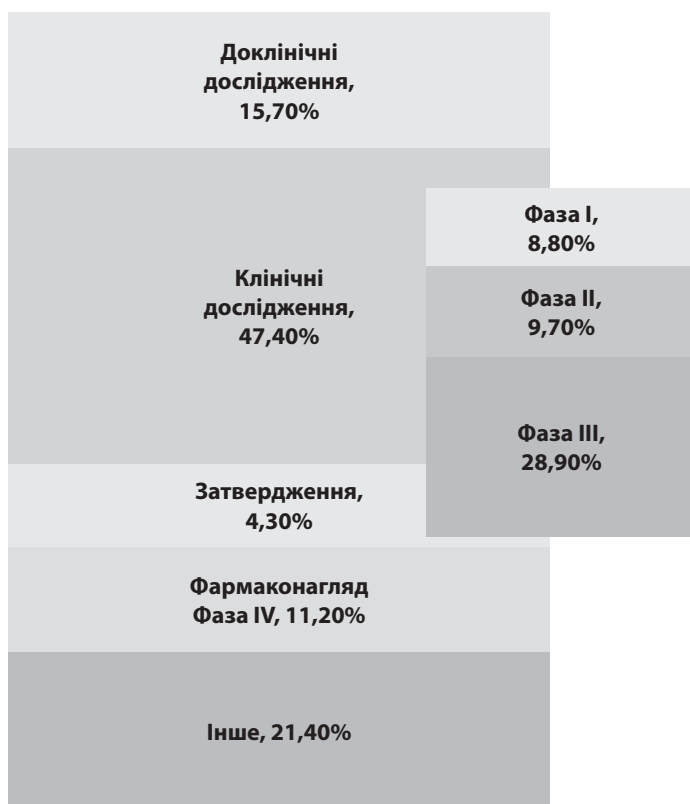 Доклінічні
дослідження,
15,70%
Клінічні
дослідження,
47,40%
Фаза I,
8,80%
Фаза II,
9,70%
Фаза III,
28,90%
Затвердження,
4,30%
Фармаконагляд
Фаза IV, 11,20%
Інше, 21,40%